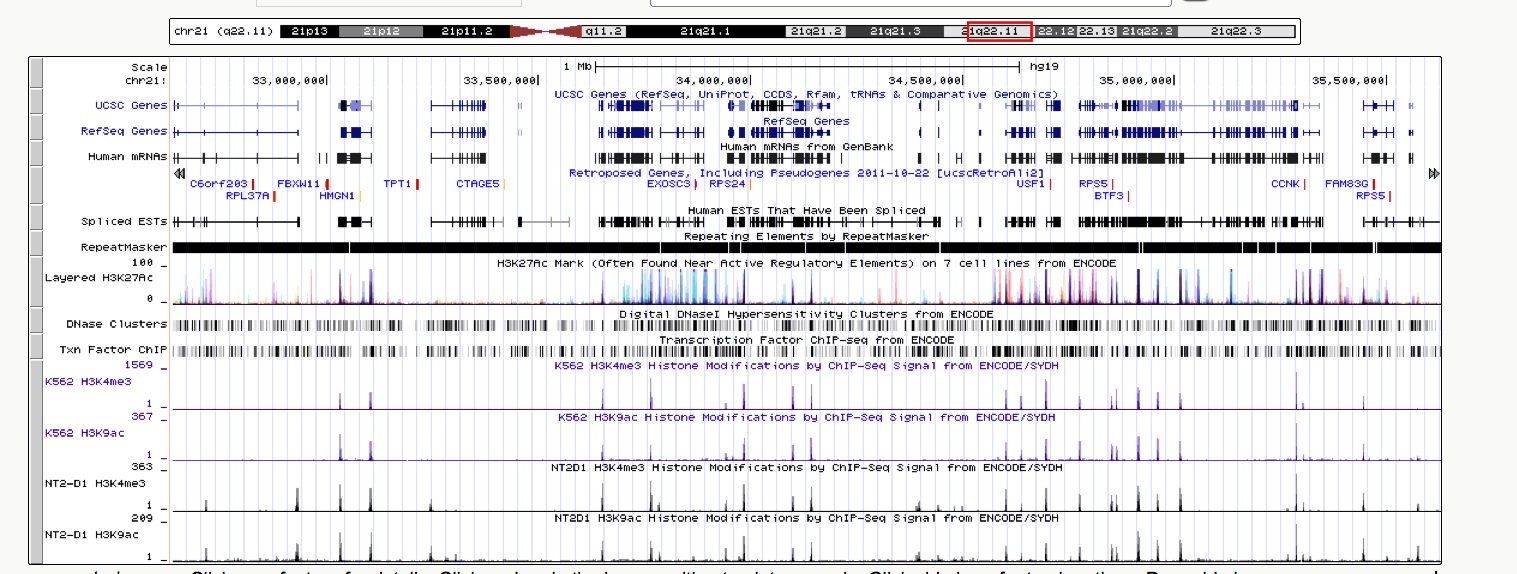 chr21 (q22.11) 21p13 21p12 21p11.2 q11.2 21q21.1 21q21.2 21q21.3 21q22.11 22.12 22.13 21q22.2 21q22.3
Scale 1 Mb hg19
chr21: 33,000,000 33,500,000 34,000,000 34,500,000 35,000,000 35,500,000
UCSC Genes (RefSeq, UniProt, CCDS, Rfam, tRNAs & Comparative Genomics)
UCSC Genes
RefSeq Genes
RefSeq Genes
Human mRNAs from GenBank
Human mRNAs
Retroposed Genes, Including Pseudogenes 2011-10-22 [ucscRetroAli2]
C6orf203 FBXW11 TPT1 CTAGE5 EXOSC3 RPS24 USF1 RPS5 CCNK FAM83G
RPL37A HMGN1 BTF3 RPS5
Human ESTs That Have Been Spliced
Spliced ESTs
Repeating Elements by RepeatMasker
RepeatMasker
100 _ H3K27Ac Mark (Often Found Near Active Regulatory Elements) on 7 cell lines from ENCODE
Layered H3K27Ac
0 _
Digital DNaseI Hypersensitivity Clusters from ENCODE
DNase Clusters
Transcription Factor ChIP-seq from ENCODE
Txn Factor ChIP
1569 _ K562 H3K4me3 Histone Modifications by ChIP-Seq Signal from ENCODE/SYDH
K562 H3K4me3
1 _
367 _ K562 H3K9ac Histone Modifications by ChIP-Seq Signal from ENCODE/SYDH
K562 H3K9ac
1 _
363 _ NT2D1 H3K4me3 Histone Modifications by ChIP-Seq Signal from ENCODE/SYDH
NT2-D1 H3K4me3
1 _
209 _ NT2D1 H3K9ac Histone Modifications by ChIP-Seq Signal from ENCODE/SYDH
NT2-D1 H3K9ac
1 _